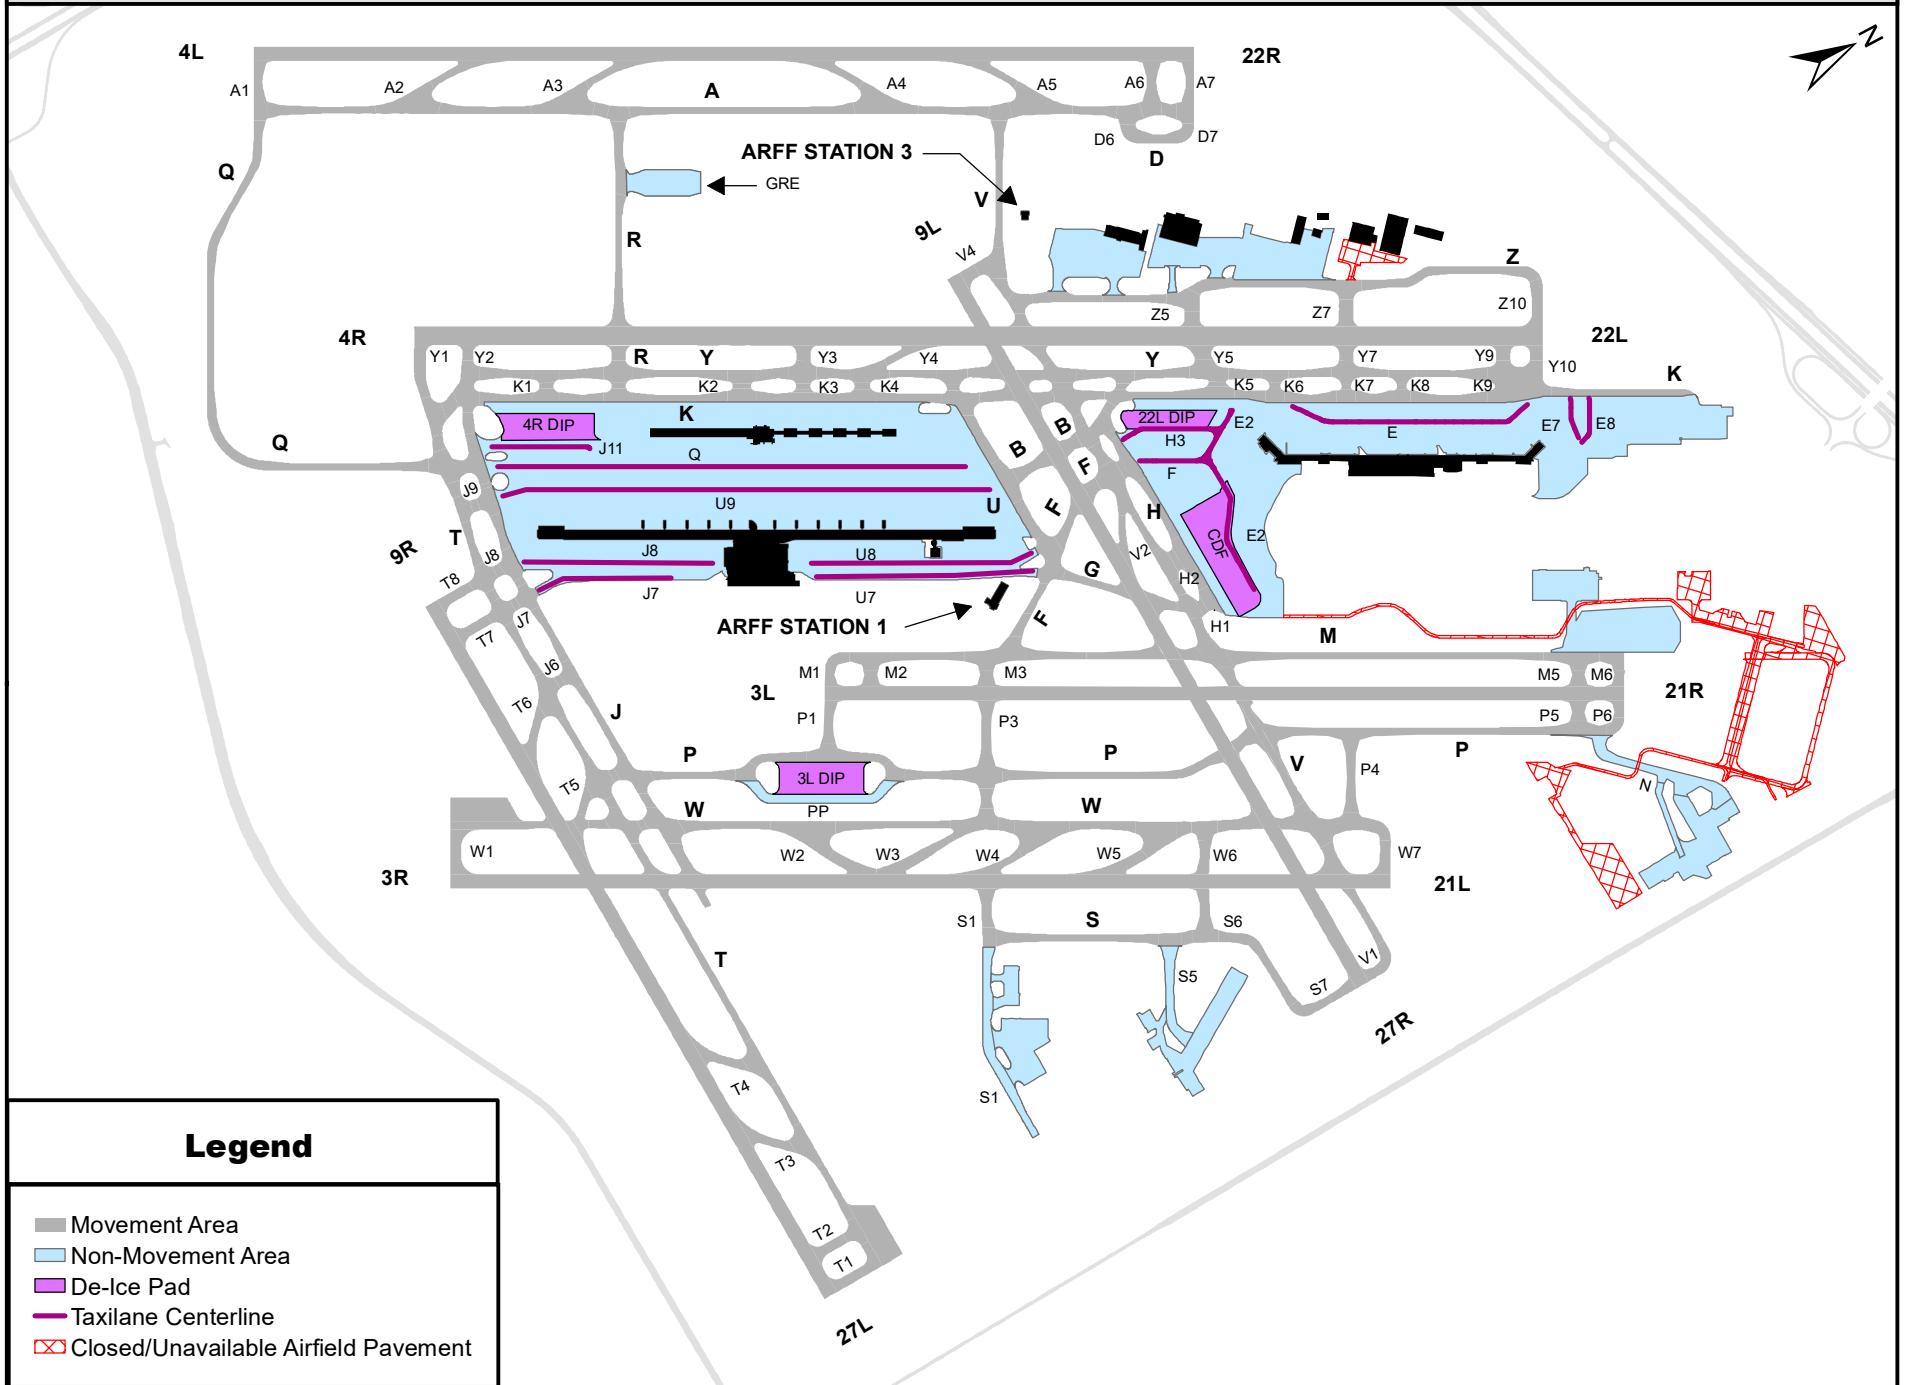 4L
22R
N
A1
A2
A3
A
A4
A5
A6
A7
D6
D7
D
ARFF STATION 3
Q
GRE
V
R
9L
V4
Z
Z5
Z7
Z10
4R
22L
Y1
Y2
R
Y
Y3
Y4
Y
Y5
Y7
Y9
Y10
K
K1
K2
K3
K4
K5
K6
K7
K8
K9
K
4R DIP
22L DIP
E2
E
E7
E8
J11
B
B
H3
Q
Q
F
F
J9
U9
U
F
H
T
9R
J8
J8
U8
V2
CDF
E2
G
T8
J7
U7
H2
J7
ARFF STATION 1
F
H1
M
T7
J6
M1
M2
M3
M5
M6
3L
21R
T6
J
P1
P3
P5
P6
P
P
P
V
P4
3L DIP
T5
N
W
PP
W
W1
W2
W3
W4
W5
W6
W7
3R
21L
S1
S
S6
T
V1
S5
S7
27R
T4
S1
T3
T2
T1
27L
Legend
Movement Area
Non-Movement Area
De-Ice Pad
Taxilane Centerline
Closed/Unavailable Airfield Pavement